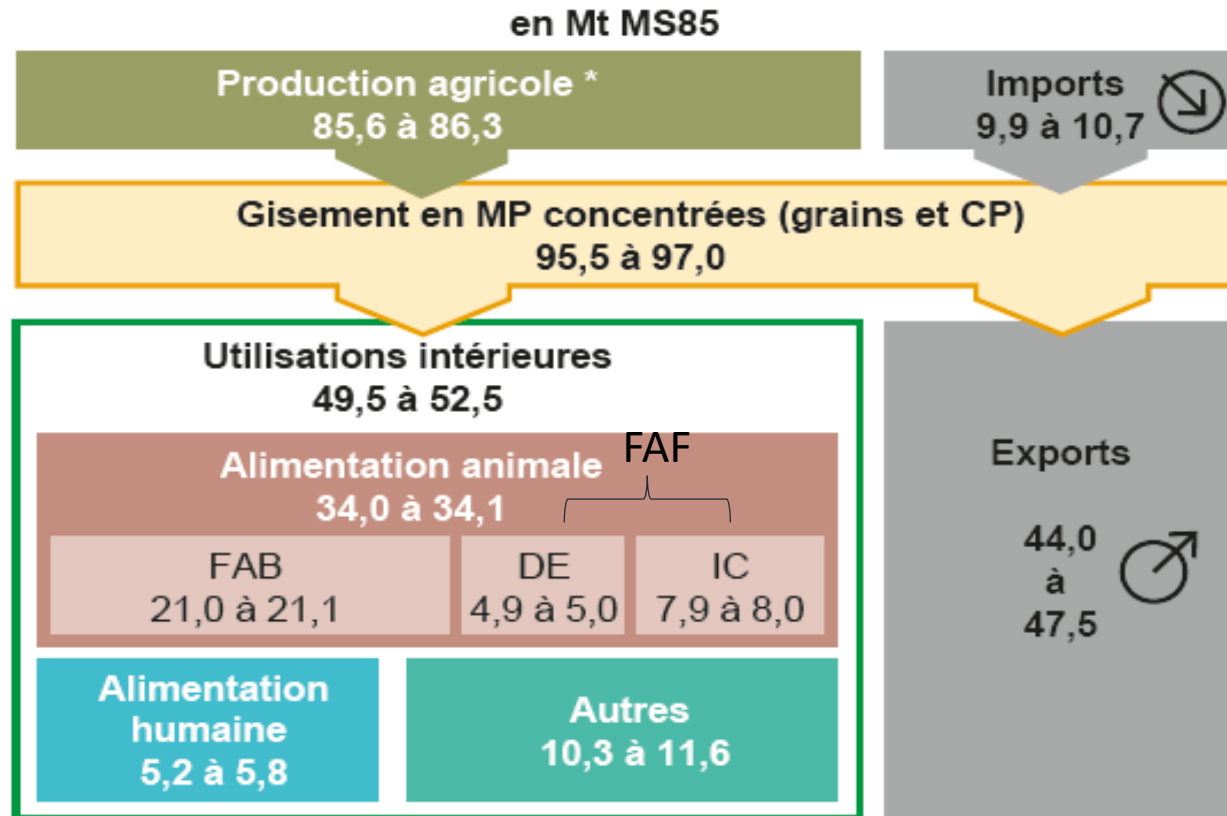 en Mt MS85
Production agricole *
85,6 à 86,3
Imports
9,9 à 10,7
Gisement en MP concentrées (grains et CP)
95,5 à 97,0
Utilisations intérieures
49,5 à 52,5
FAF
Alimentation animale
34,0 à 34,1
FAB
21,0 à 21,1
DE
4,9 à 5,0
IC
7,9 à 8,0
Alimentation
humaine
5,2 à 5,8
Autres
10,3 à 11,6
Exports
44,0
à
47,5